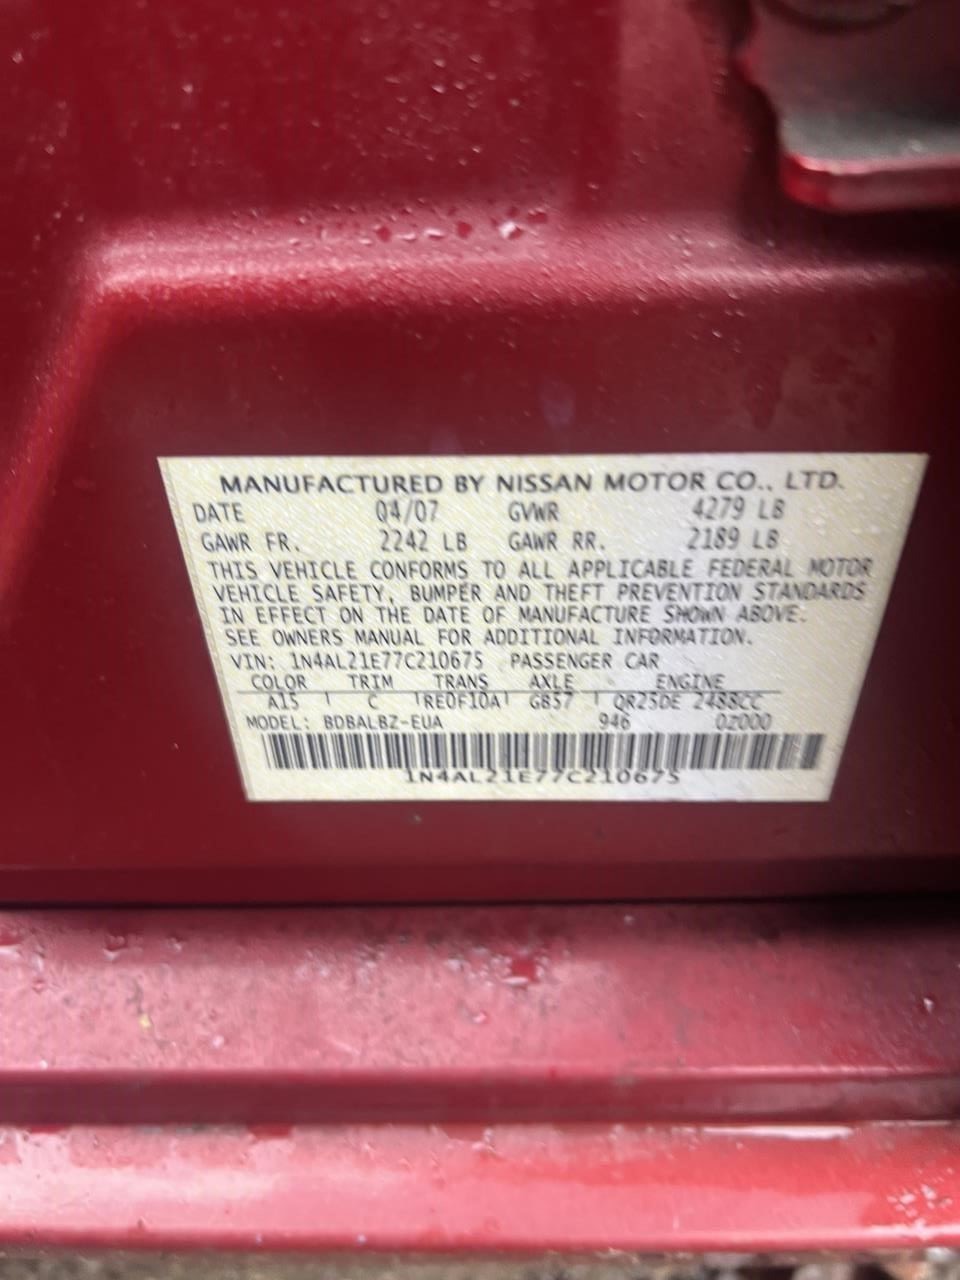 MANUFACTURED BY NISSAN MOTOR CO., LTD.
DATE 04/07 GVWR 4279 LB
GAWR FR. 2242 LB GAWR RR. 2189 LB
THIS VEHICLE CONFORMS TO ALL APPLICABLE FEDERAL MOTOR
VEHICLE SAFETY, BUMPER AND THEFT PREVENTION STANDARDS
IN EFFECT ON THE DATE OF MANUFACTURE SHOWN ABOVE.
SEE OWNERS MANUAL FOR ADDITIONAL INFORMATION.
VIN: 1N4AL21E77C210675 PASSENGER CAR
COLOR TRIM TRANS AXLE ENGINE
A15 C RE0F10A GB57 QR25DE 2488CC
MODEL: BDBALBZ-EUA 946 0Z000
1N4AL21E77C210675